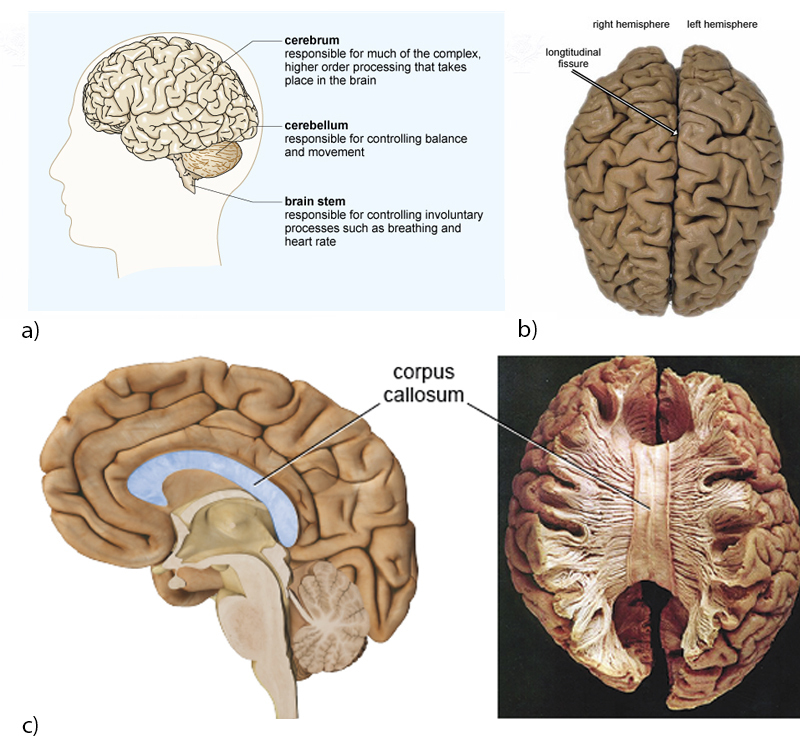 cerebrum
responsible for much of the complex,
higher order processing that takes
place in the brain
cerebellum
responsible for controlling balance
and movement
brain stem
responsible for controlling involuntary
processes such as breathing and
heart rate
a)
right hemisphere left hemisphere
longtitudinal
fissure
b)
corpus
callosum
c)